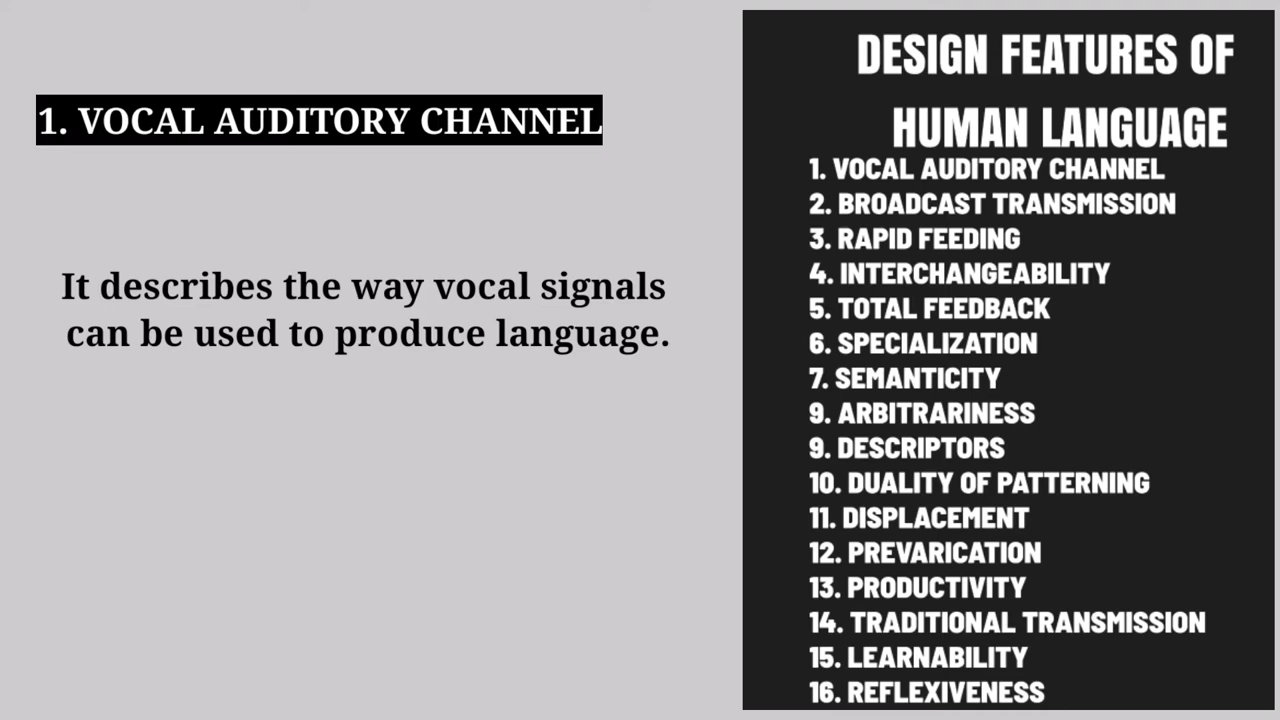 1. VOCAL AUDITORY CHANNEL
It describes the way vocal signals
can be used to produce language.
DESIGN FEATURES OF
HUMAN LANGUAGE
1. VOCAL AUDITORY CHANNEL
2. BROADCAST TRANSMISSION
3. RAPID FEEDING
4. INTERCHANGEABILITY
5. TOTAL FEEDBACK
6. SPECIALIZATION
7. SEMANTICITY
9. ARBITRARINESS
9. DESCRIPTORS
10. DUALITY OF PATTERNING
11. DISPLACEMENT
12. PREVARICATION
13. PRODUCTIVITY
14. TRADITIONAL TRANSMISSION
15. LEARNABILITY
16. REFLEXIVENESS